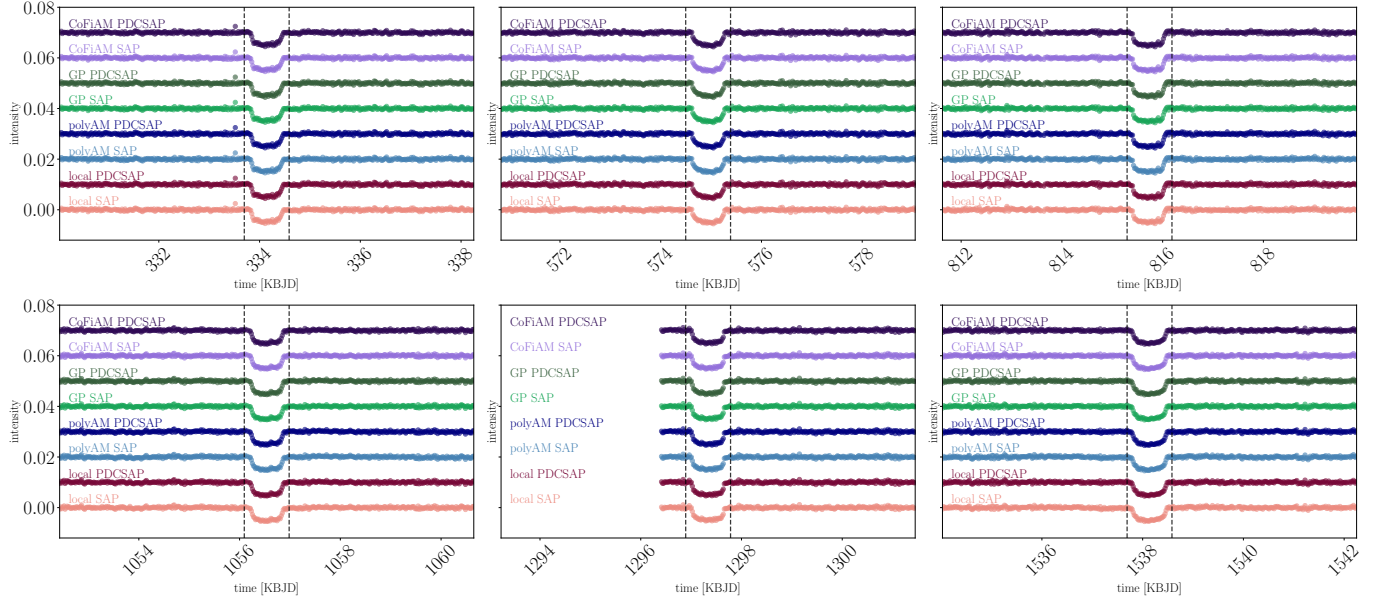 0.08
0.06
0.04
0.02
0.00
intensity
CoFiAM PDCSAP
CoFiAM SAP
GP PDCSAP
GP SAP
polyAM PDCSAP
polyAM SAP
local PDCSAP
local SAP
332
334
336
338
time [KBJD]
intensity
CoFiAM PDCSAP
CoFiAM SAP
GP PDCSAP
GP SAP
polyAM PDCSAP
polyAM SAP
local PDCSAP
local SAP
572
574
576
578
time [KBJD]
intensity
CoFiAM PDCSAP
CoFiAM SAP
GP PDCSAP
GP SAP
polyAM PDCSAP
polyAM SAP
local PDCSAP
local SAP
812
814
816
818
time [KBJD]
0.08
0.06
0.04
0.02
0.00
intensity
CoFiAM PDCSAP
CoFiAM SAP
GP PDCSAP
GP SAP
polyAM PDCSAP
polyAM SAP
local PDCSAP
local SAP
1054
1056
1058
1060
time [KBJD]
intensity
CoFiAM PDCSAP
CoFiAM SAP
GP PDCSAP
GP SAP
polyAM PDCSAP
polyAM SAP
local PDCSAP
local SAP
1294
1296
1298
1300
time [KBJD]
intensity
CoFiAM PDCSAP
CoFiAM SAP
GP PDCSAP
GP SAP
polyAM PDCSAP
polyAM SAP
local PDCSAP
local SAP
1536
1538
1540
1542
time [KBJD]